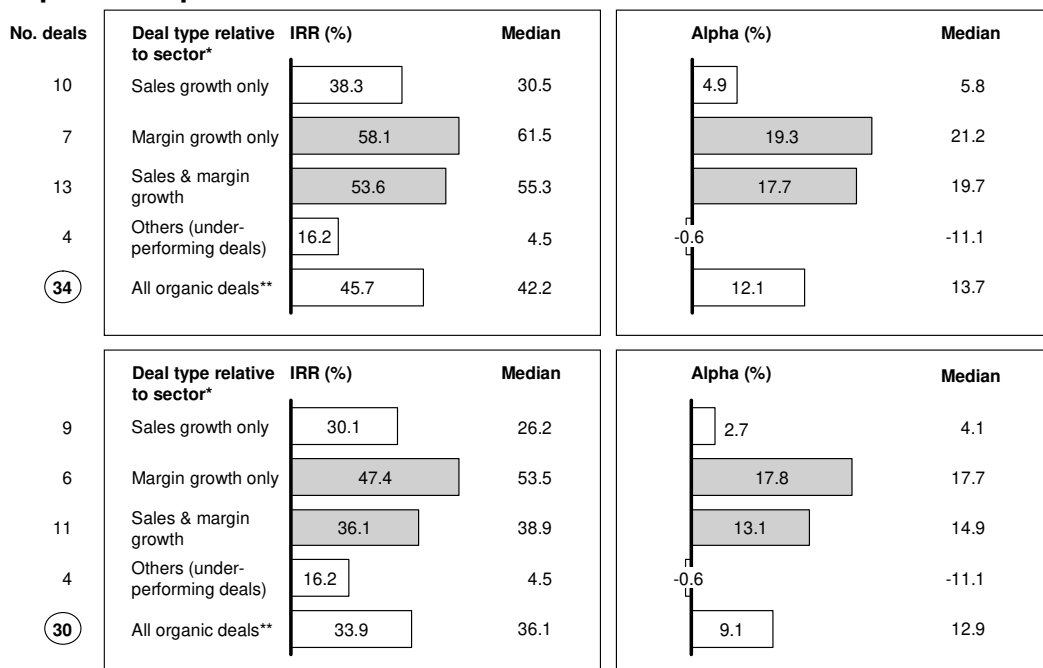 No. deals Deal type relative to sector* IRR (%) Median Alpha (%) Median
10 Sales growth only 38.3 30.5 4.9 5.8
7 Margin growth only 58.1 61.5 19.3 21.2
13 Sales & margin growth 53.6 55.3 17.7 19.7
4 Others (under-performing deals) 16.2 4.5 -0.6 -11.1
34 All organic deals** 45.7 42.2 12.1 13.7
Deal type relative to sector* IRR (%) Median Alpha (%) Median
9 Sales growth only 30.1 26.2 2.7 4.1
6 Margin growth only 47.4 53.5 17.8 17.7
11 Sales & margin growth 36.1 38.9 13.1 14.9
4 Others (under-performing deals) 16.2 4.5 -0.6 -11.1
30 All organic deals** 33.9 36.1 9.1 12.9